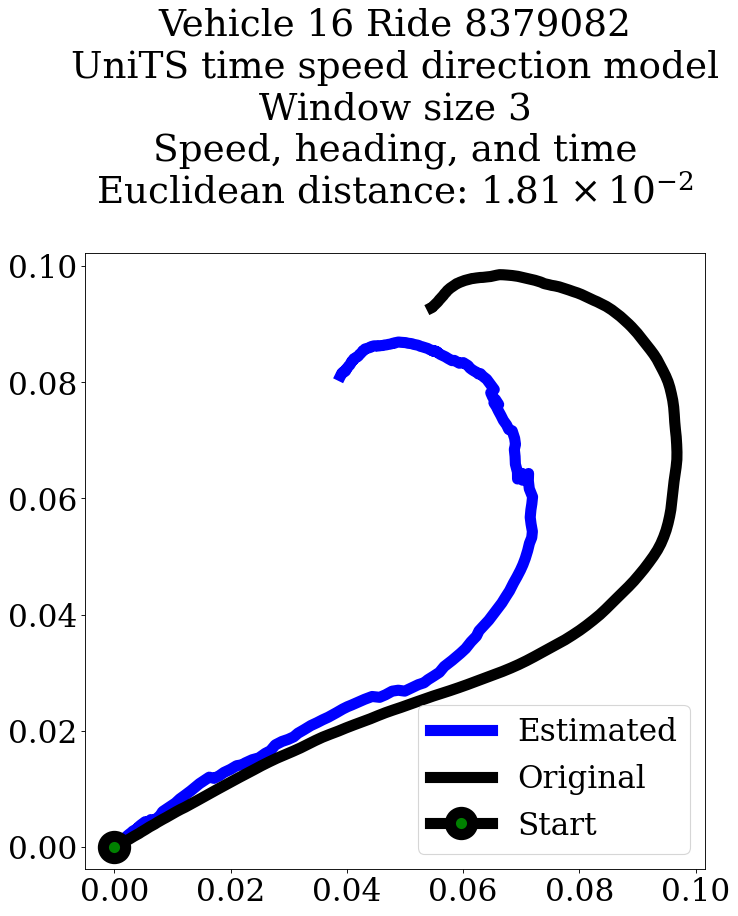 Vehicle 16 Ride 8379082
UniTS time speed direction model
Window size 3
Speed, heading, and time
Euclidean distance: 1.81 × 10⁻²
0.10
0.08
0.06
0.04
0.02
0.00
Estimated
Original
Start
0.00 0.02 0.04 0.06 0.08 0.10